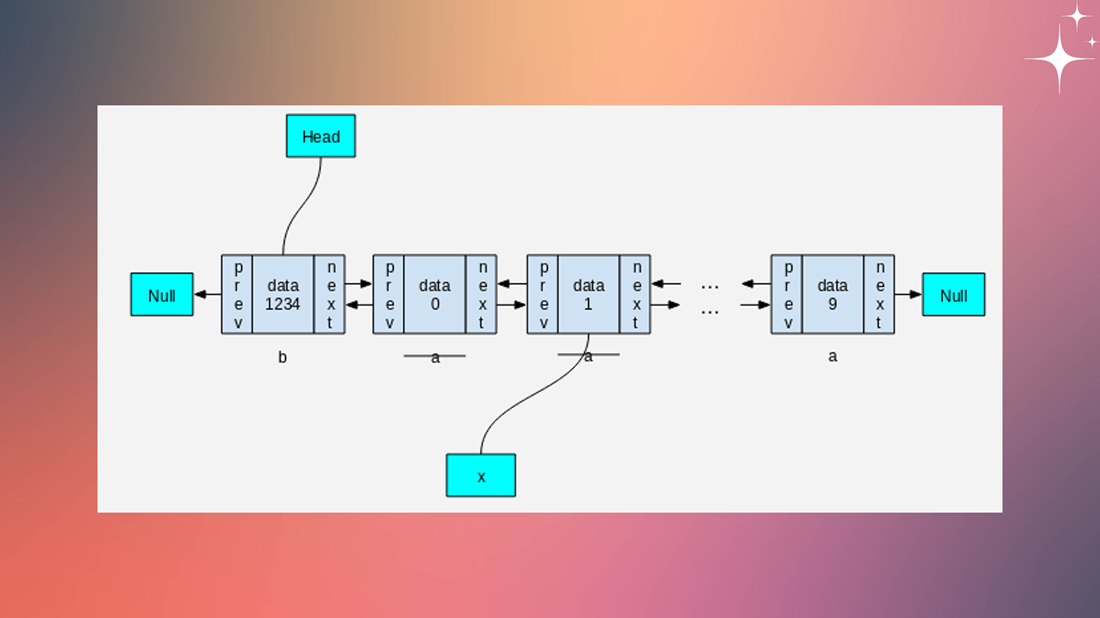 Head
Null
prev
data
1234
next
prev
data
0
next
prev
data
1
next
...
...
prev
data
9
next
Null
b
a
a
a
x